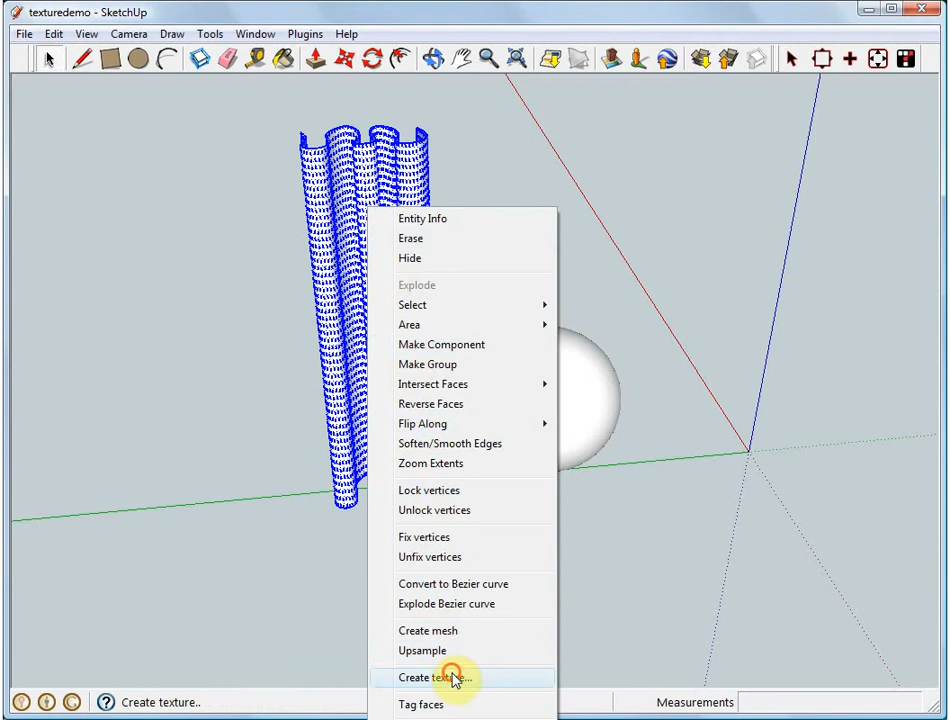 texturedemo - SketchUp
File Edit View Camera Draw Tools Window Plugins Help
Entity Info
Erase
Hide
Explode
Select
Area
Make Component
Make Group
Intersect Faces
Reverse Faces
Flip Along
Soften/Smooth Edges
Zoom Extents
Lock vertices
Unlock vertices
Fix vertices
Unfix vertices
Convert to Bezier curve
Explode Bezier curve
Create mesh
Upsample
Create texture...
Tag faces
Create texture.. Measurements